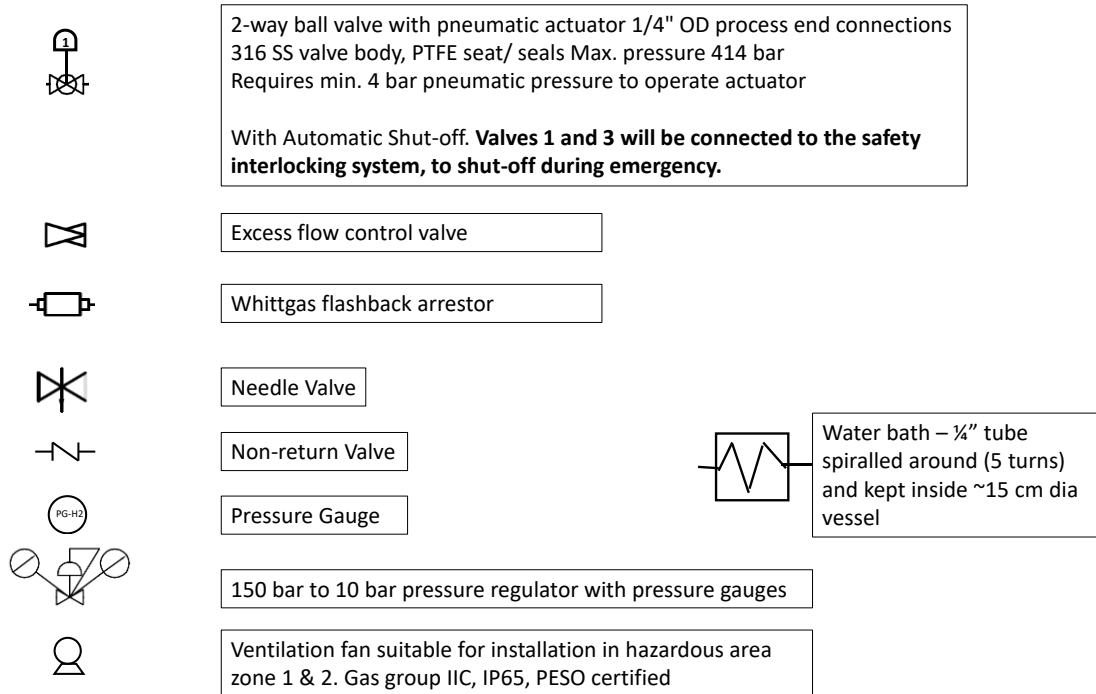 1
2-way ball valve with pneumatic actuator 1/4" OD process end connections
316 SS valve body, PTFE seat/ seals Max. pressure 414 bar
Requires min. 4 bar pneumatic pressure to operate actuator
With Automatic Shut-off. Valves 1 and 3 will be connected to the safety
interlocking system, to shut-off during emergency.
Excess flow control valve
Whittgas flashback arrestor
Needle Valve
Non-return Valve
Water bath – ¼” tube
spiralled around (5 turns)
and kept inside ~15 cm dia
vessel
PG-H2
Pressure Gauge
150 bar to 10 bar pressure regulator with pressure gauges
Ventilation fan suitable for installation in hazardous area
zone 1 & 2. Gas group IIC, IP65, PESO certified